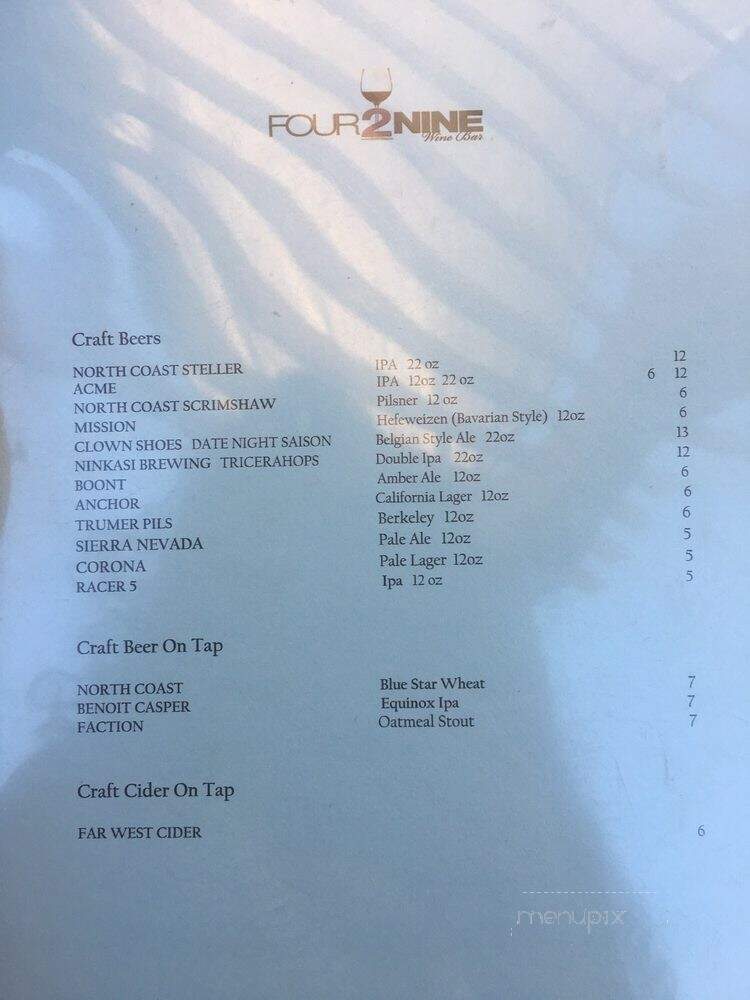 FOUR2NINE
Wine Bar
Craft Beers
NORTH COAST STELLER IPA 22 oz 12
ACME IPA 12oz 22 oz 6 12
NORTH COAST SCRIMSHAW Pilsner 12 oz 6
MISSION Hefeweizen (Bavarian Style) 12oz 6
CLOWN SHOES DATE NIGHT SAISON Belgian Style Ale 22oz 13
NINKASI BREWING TRICERAHOPS Double Ipa 22oz 12
BOONT Amber Ale 12oz 6
ANCHOR California Lager 12oz 6
TRUMER PILS Berkeley 12oz 6
SIERRA NEVADA Pale Ale 12oz 5
CORONA Pale Lager 12oz 5
RACER 5 Ipa 12 oz 5
Craft Beer On Tap
NORTH COAST Blue Star Wheat 7
BENOIT CASPER Equinox Ipa 7
FACTION Oatmeal Stout 7
Craft Cider On Tap
FAR WEST CIDER 6
menupix